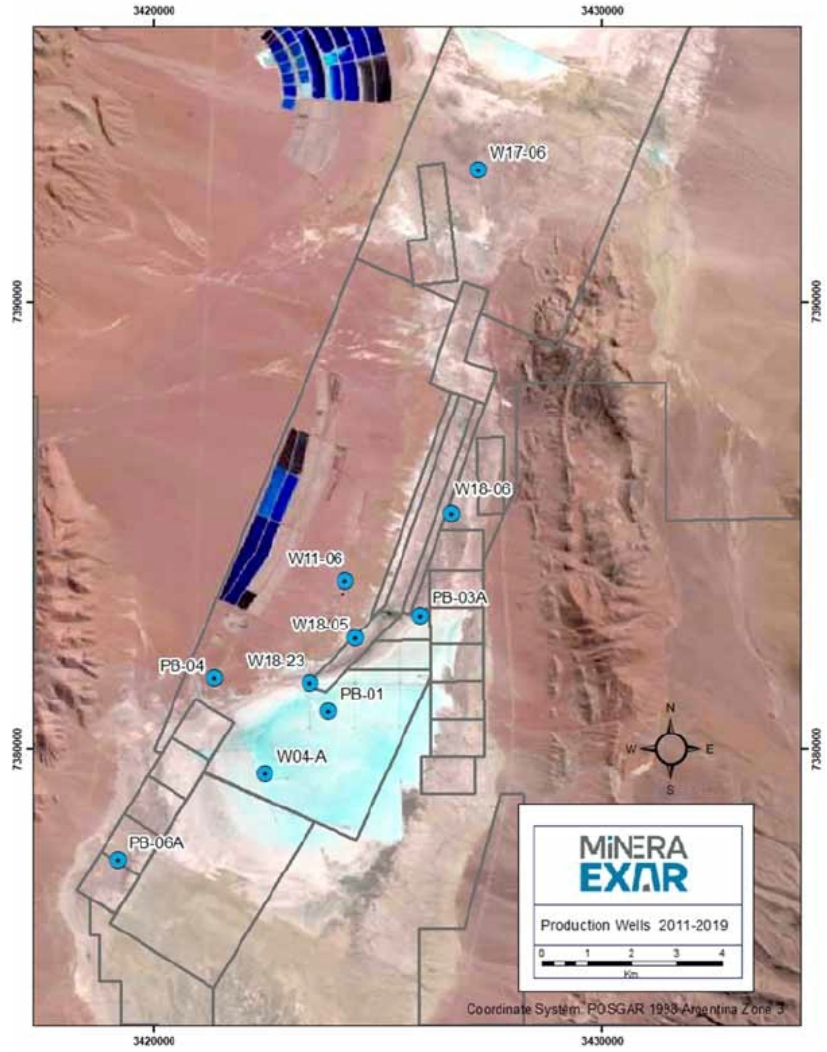 3420000
3430000
W17-06
7390000
7390000
W18-06
W11-06
PB-03A
W18-05
PB-04
W18-23
PB-01
N
W
E
S
7380000
7380000
W04-A
PB-06A
MINERA
EXAR
Production Wells 2011-2019
0 1 2 3 4
Km
Coordinate System: POSGAR 1998 Argentina Zone 3
3420000
3430000